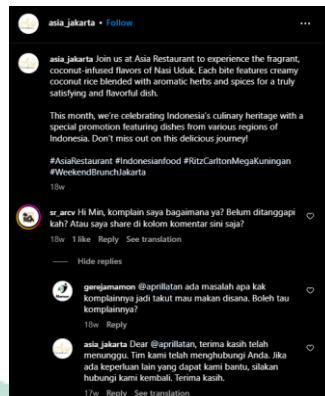 asia_jakarta • Follow
asia_jakarta Join us at Asia Restaurant to experience the fragrant,
coconut-infused flavors of Nasi Uduk. Each bite features creamy
coconut rice blended with aromatic herbs and spices for a truly
satisfying and flavorful dish.
This month, we're celebrating Indonesia's culinary heritage with a
special promotion featuring dishes from various regions of
Indonesia. Don't miss out on this delicious journey!
#AsiaRestaurant #Indonesianfood #RitzCarltonMegaKuningan
#WeekendBrunchJakarta
18w
sr_arcv Hi Min, komplain saya bagaimana ya? Belum ditanggapi
kah? Atau saya share di kolom komentar sini saja?
18w 1 like Reply See translation
Hide replies
gerejamamon @aprillatan ada masalah apa kak
komplainnya jadi takut mau makan disana. Boleh tau
komplainnya?
18w Reply
asia_jakarta Dear @aprillatan, terima kasih telah
menunggu. Tim kami telah menghubungi Anda. Jika
ada keperluan lain yang dapat kami bantu, silakan
hubungi kami kembali. Terima kasih.
17w Reply See translation